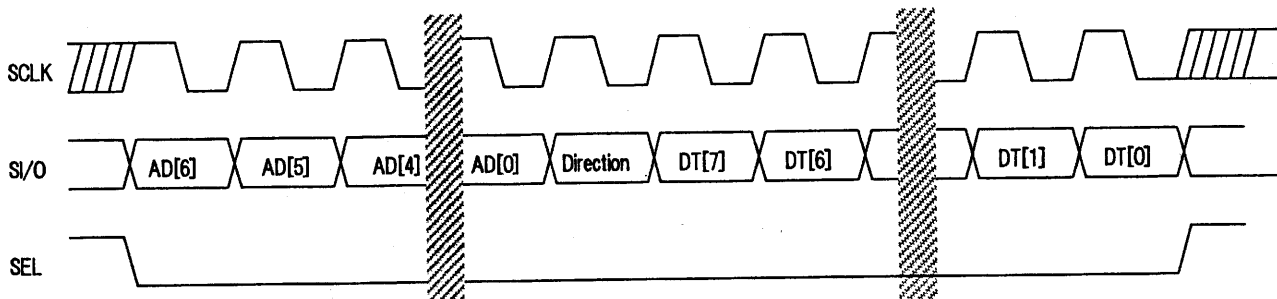 SCLK
SI/O AD[6] AD[5] AD[4] AD[0] Direction DT[7] DT[6] DT[1] DT[0]
SEL